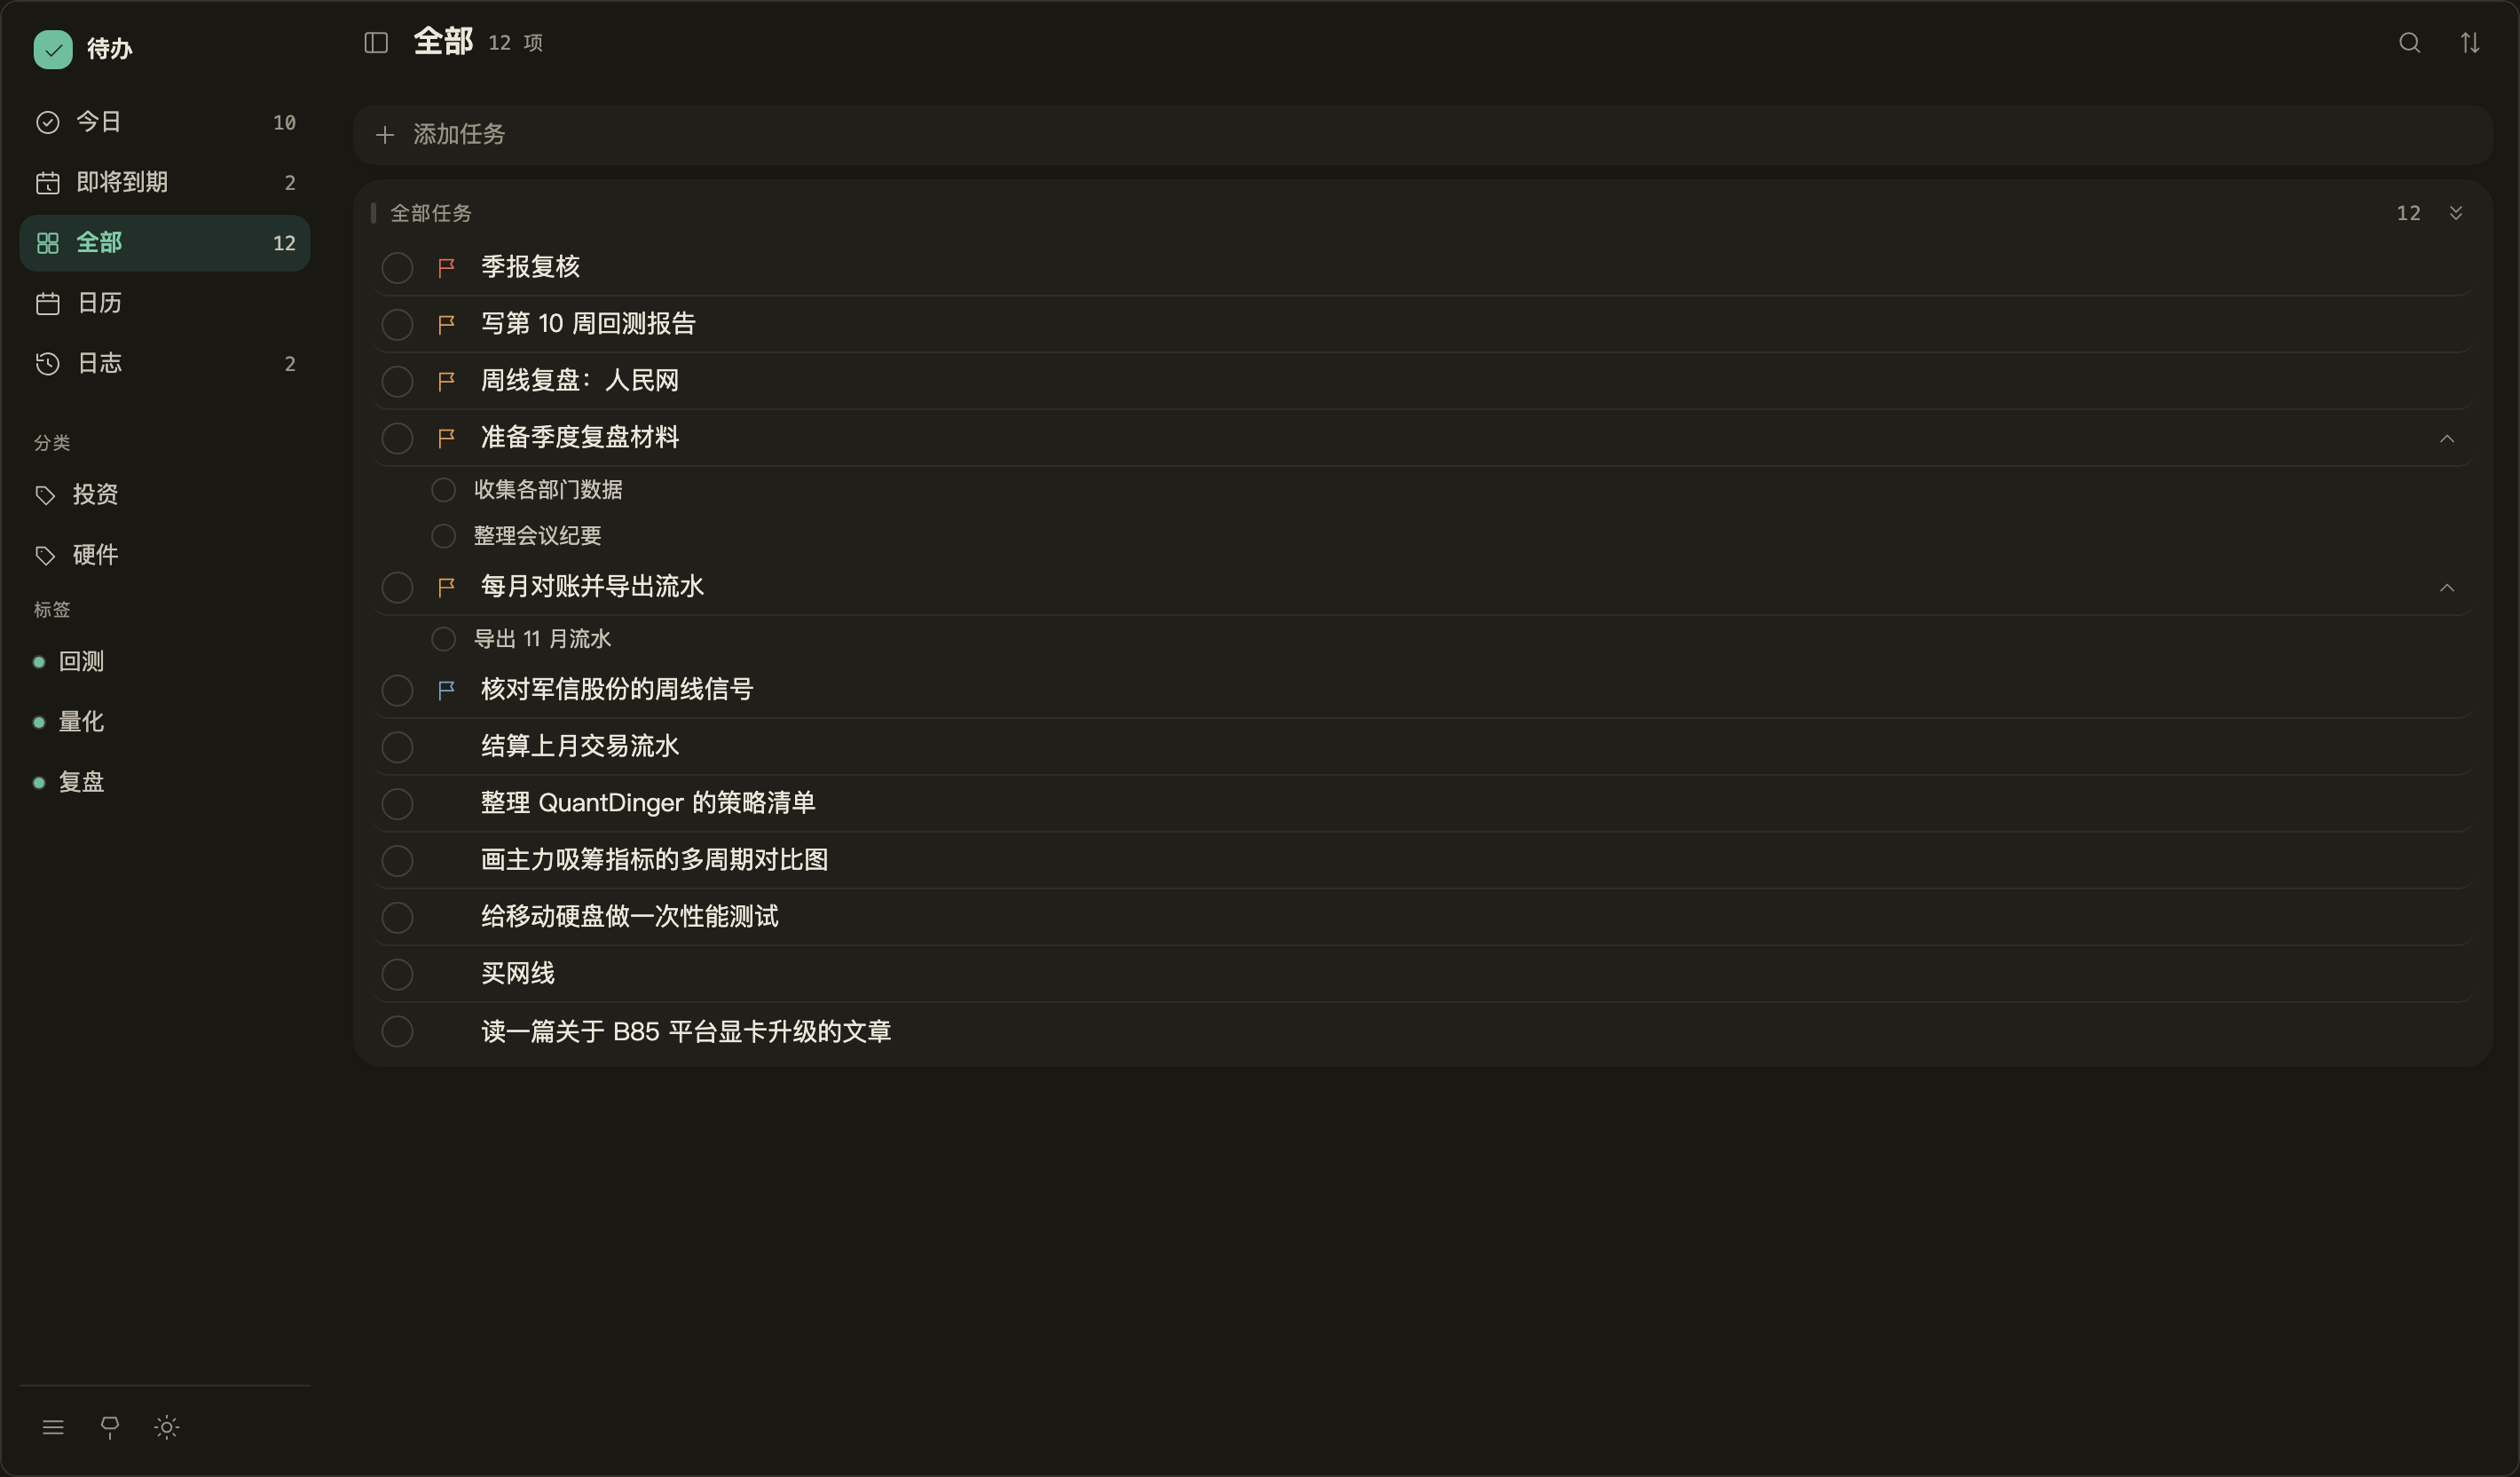 待办
今日 10
即将到期 2
全部 12
日历
日志 2
分类
投资
硬件
标签
回测
量化
复盘
全部 12 项
添加任务
全部任务 12
季报复核
写第 10 周回测报告
周线复盘：人民网
准备季度复盘材料
收集各部门数据
整理会议纪要
每月对账并导出流水
导出 11 月流水
核对军信股份的周线信号
结算上月交易流水
整理 QuantDinger 的策略清单
画主力吸筹指标的多周期对比图
给移动硬盘做一次性能测试
买网线
读一篇关于 B85 平台显卡升级的文章